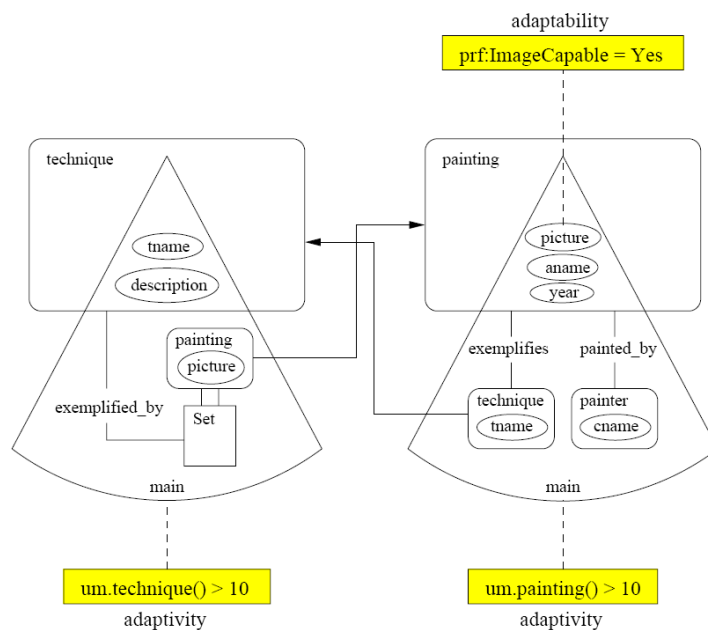 adaptability
prf:ImageCapable = Yes
technique
painting
tname
description
picture
aname
year
painting
picture
exemplified_by
Set
exemplifies
painted_by
technique
tname
painter
cname
main
main
um.technique() > 10
um.painting() > 10
adaptivity
adaptivity